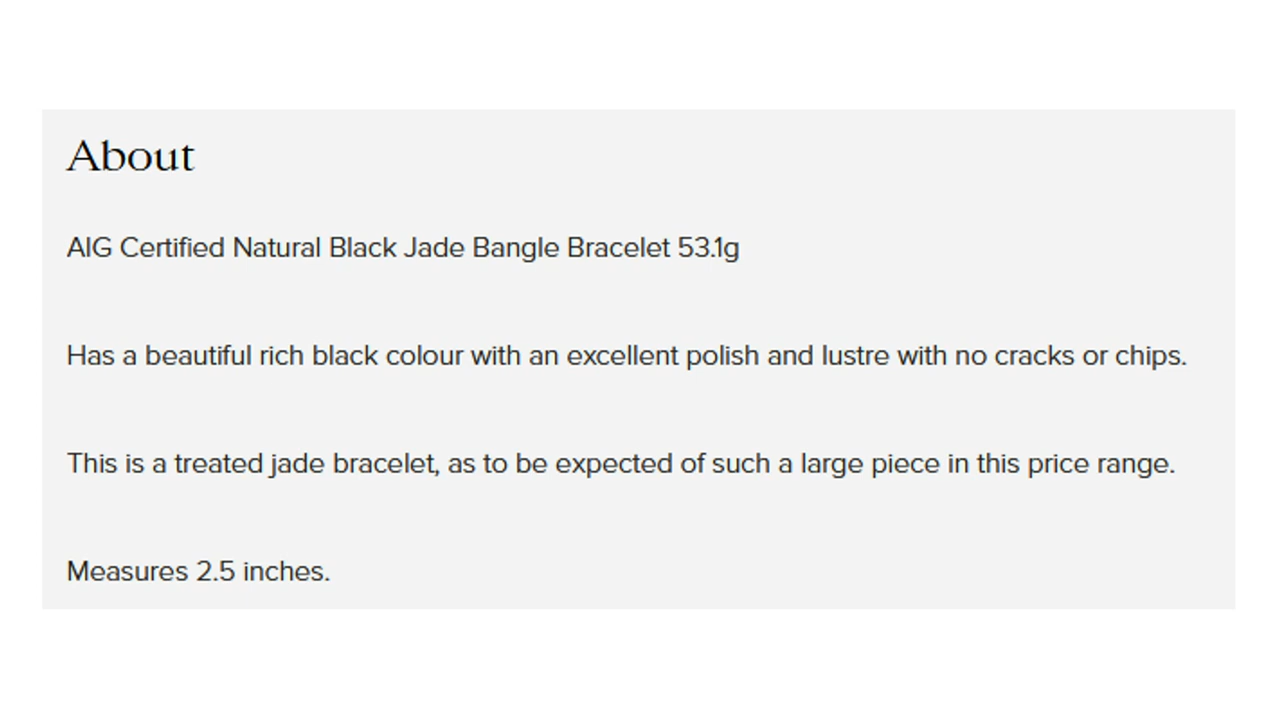 About
AIG Certified Natural Black Jade Bangle Bracelet 53.1g
Has a beautiful rich black colour with an excellent polish and lustre with no cracks or chips.
This is a treated jade bracelet, as to be expected of such a large piece in this price range.
Measures 2.5 inches.